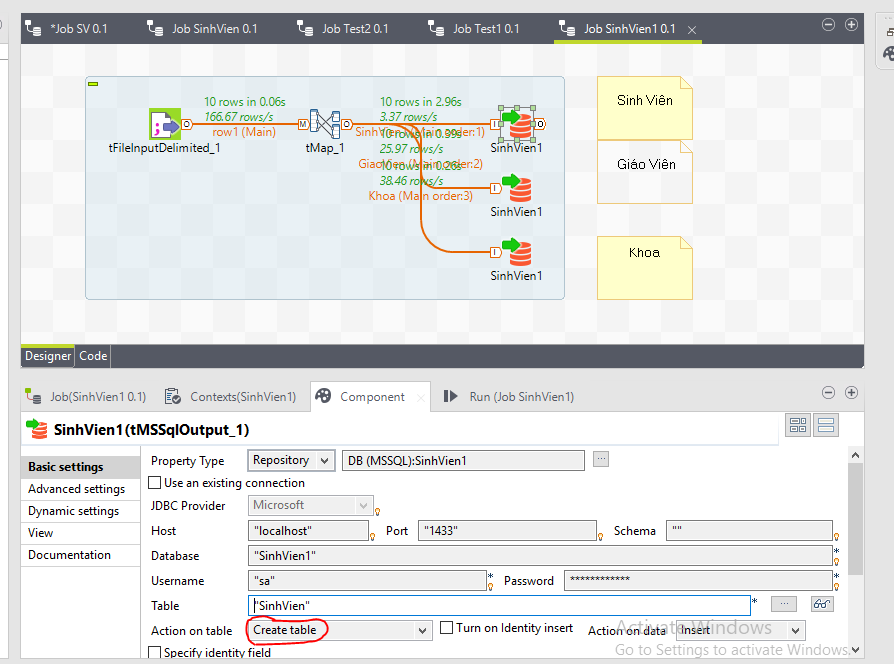 *Job SV 0.1
Job SinhVien 0.1
Job Test2 0.1
Job Test1 0.1
Job SinhVien1 0.1
10 rows in 0.06s
166.67 rows/s
row1 (Main)
tFileInputDelimited_1
M
O
tMap_1
10 rows in 2.96s
3.37 rows/s
SinhVien (Main order:1)
10 rows in 0.39s
25.97 rows/s
GiaoVien (Main order:2)
10 rows in 0.26s
38.46 rows/s
Khoa (Main order:3)
SinhVien1
SinhVien1
SinhVien1
Sinh Viên
Giáo Viên
Khoa
Designer
Code
Job(SinhVien1 0.1)
Contexts(SinhVien1)
Component
Run (Job SinhVien1)
SinhVien1(tMSSqlOutput_1)
Basic settings
Advanced settings
Dynamic settings
View
Documentation
Property Type Repository DB (MSSQL):SinhVien1 ...
Use an existing connection
JDBC Provider Microsoft
Host "localhost" Port "1433" Schema ""
Database "SinhVien1" *
Username "sa" * Password ************ *
Table "SinhVien" * ...
Action on table Create table Turn on Identity insert Action on data Insert
Specify identity field
Activate Windows
Go to Settings to activate Windows.